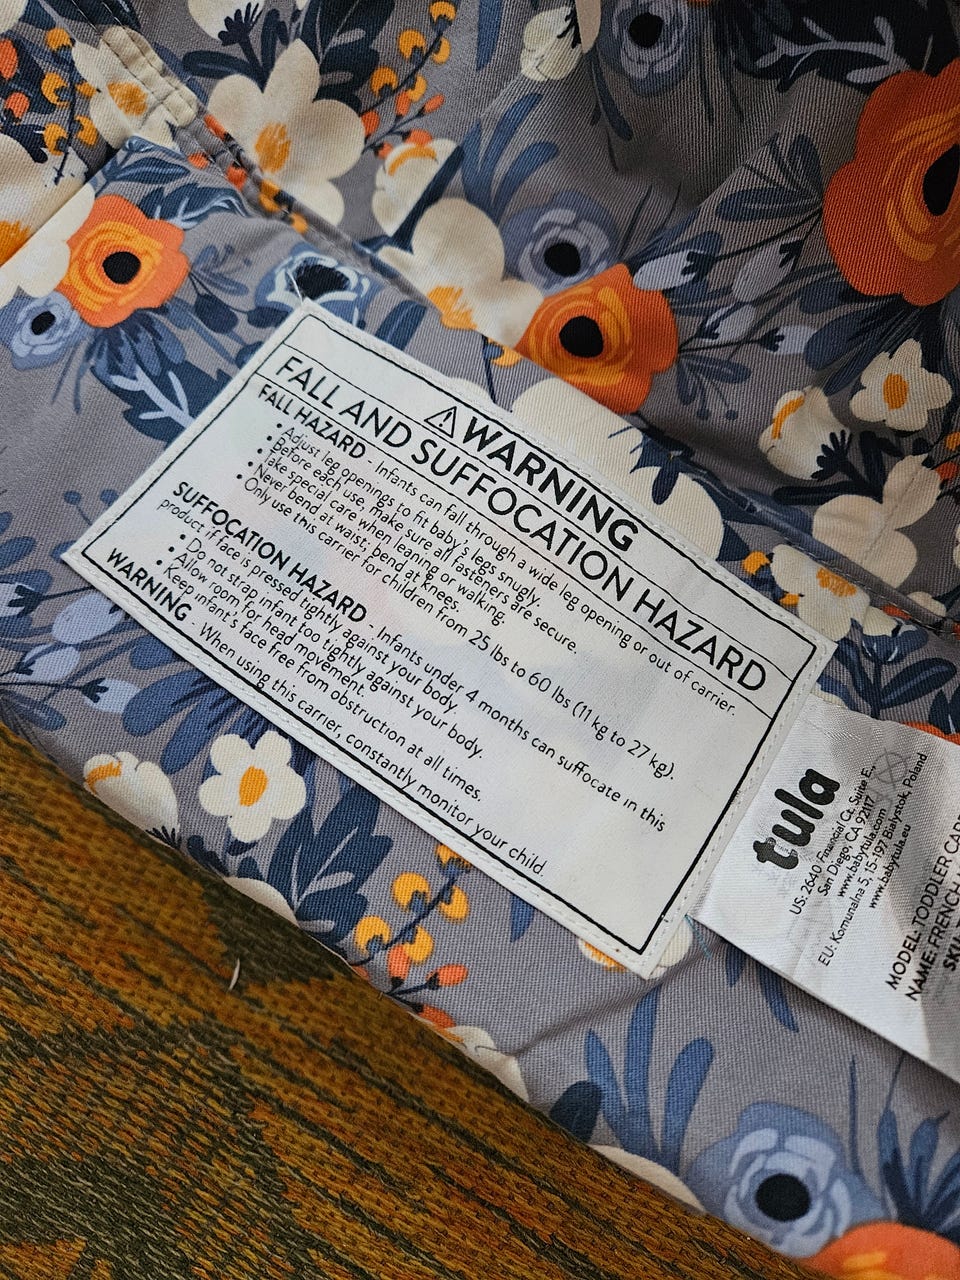 ⚠WARNING
FALL AND SUFFOCATION HAZARD
FALL HAZARD - Infants can fall through a wide leg opening or out of carrier.
• Adjust leg openings to fit baby's legs snugly.
• Before each use, make sure all fasteners are secure.
• Take special care when leaning or walking.
• Never bend at waist; bend at knees.
• Only use this carrier for children from 25 lbs to 60 lbs (11 kg to 27 kg).
SUFFOCATION HAZARD - Infants under 4 months can suffocate in this
product if face is pressed tightly against your body.
• Do not strap infant too tightly against your body.
• Allow room for head movement.
• Keep infant's face free from obstruction at all times.
WARNING - When using this carrier, constantly monitor your child.
tula
US: 2640 Financial Ct. Suite E.,
San Diego, CA 92117
www.babytula.com
EU: Komunalna 5, 15-197 Bialystok, Poland
www.babytula.eu
MODEL: TODDLER
NAME: FRENCH
SKU: